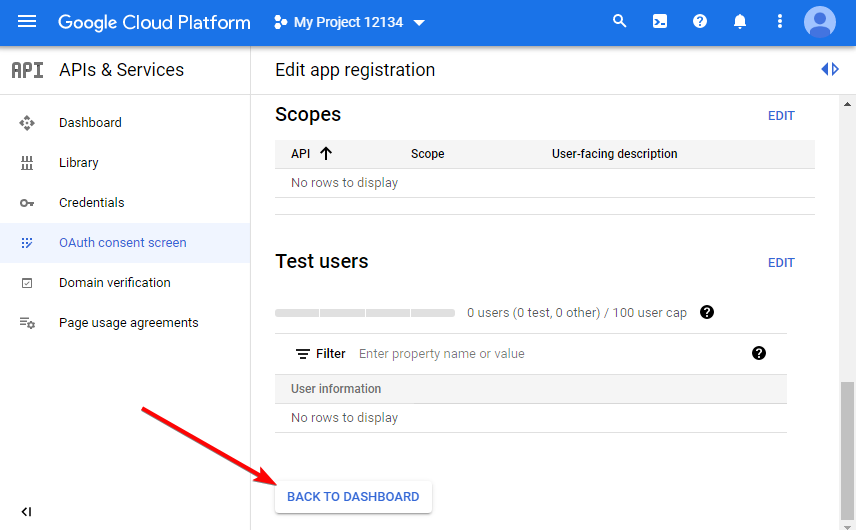 Google Cloud Platform My Project 12134
API APIs & Services
Edit app registration
Dashboard
Library
Credentials
OAuth consent screen
Domain verification
Page usage agreements
Scopes EDIT
API Scope User-facing description
No rows to display
Test users EDIT
0 users (0 test, 0 other) / 100 user cap
Filter Enter property name or value
User information
No rows to display
BACK TO DASHBOARD